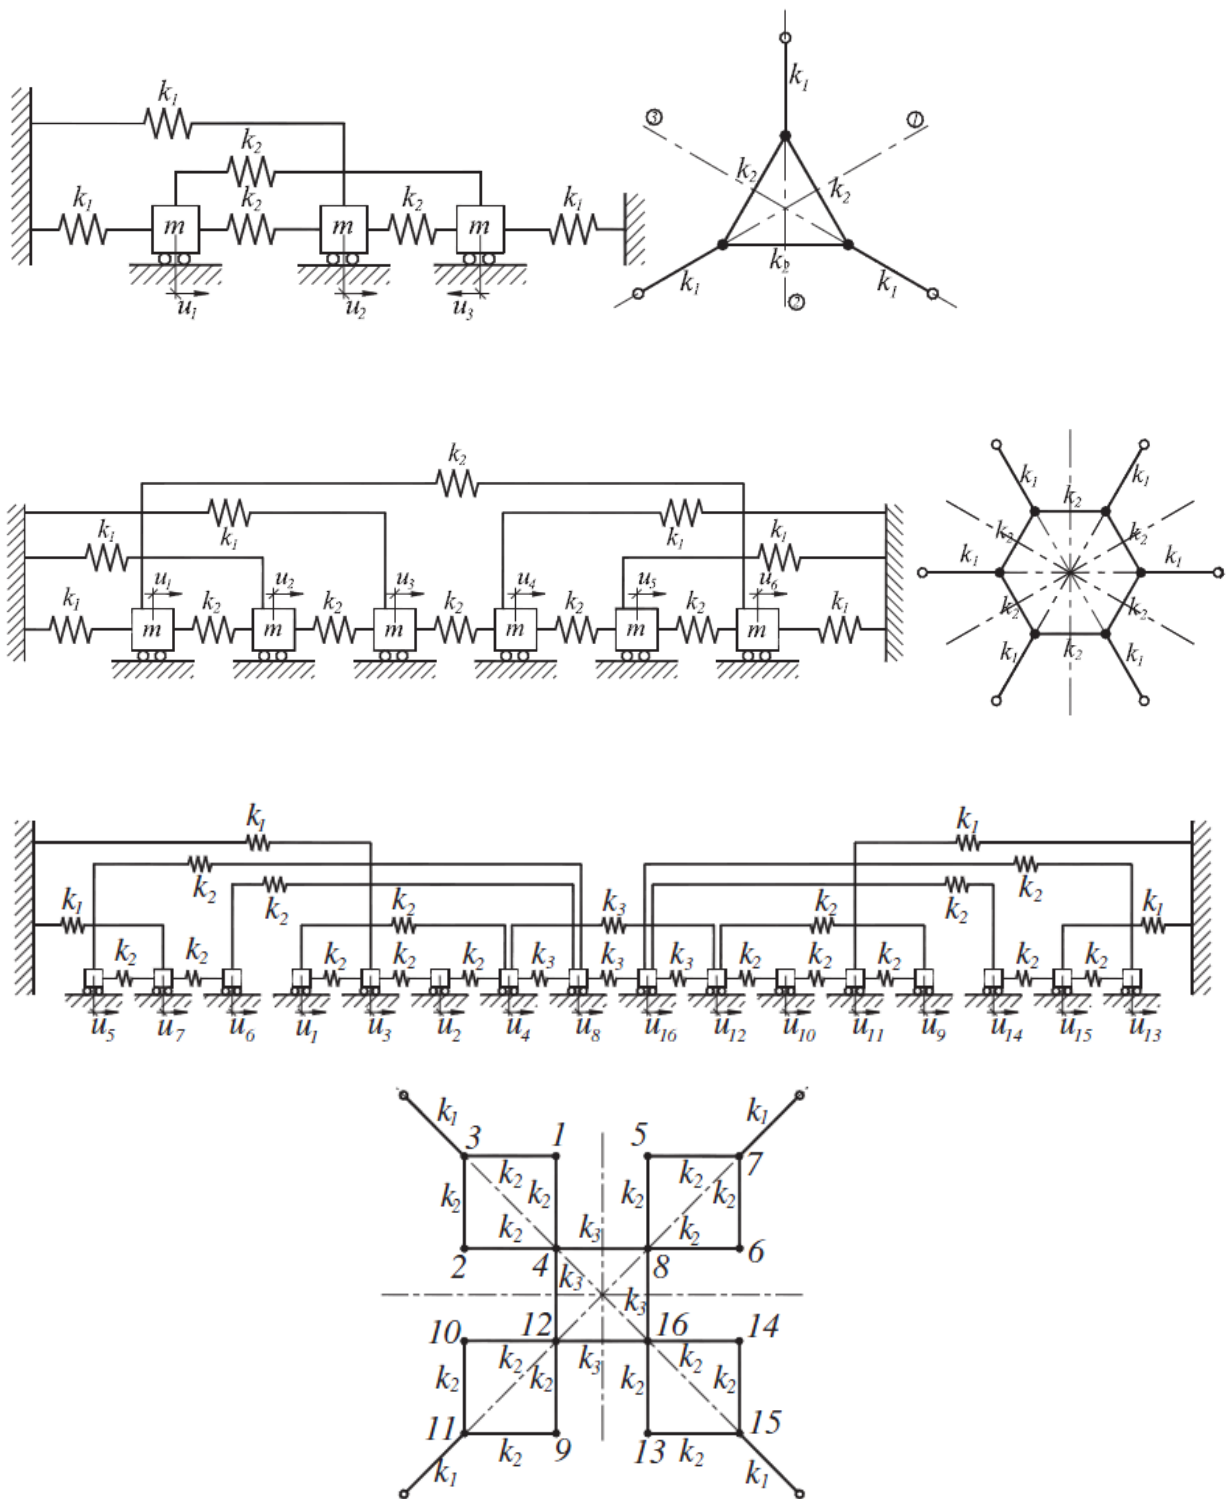 k₁
k₂
k₁ k₂ k₂ k₁
m m m
u₁ u₂ u₃
k₁
③ ①
k₂ k₂
k₂
k₁ k₁
②
k₂
k₁ k₁
k₁ k₁
u₁ u₂ u₃ u₄ u₅ u₆
k₁ k₂ k₂ k₂ k₂ k₂ k₁
m m m m m m
k₁ k₁
k₂
k₂ k₂
k₁ k₁
k₂ k₂
k₂
k₁ k₁
k₁ k₁
k₂ k₂
k₁ k₂ k₂ k₃ k₂ k₂ k₁
k₂ k₂ k₂ k₂ k₂ k₃ k₃ k₃ k₂ k₂ k₂ k₂ k₂
u₅ u₇ u₆ u₁ u₃ u₂ u₄ u₈ u₁₆ u₁₂ u₁₀ u₁₁ u₉ u₁₄ u₁₅ u₁₃
k₁ k₁
3 1 5 7
k₂ k₂
k₂ k₂ k₂ k₂
k₂ k₃ k₂
2 4 8 6
k₃ k₃
10 12 16 14
k₂ k₃ k₂
k₂ k₂ k₂ k₂
11 9 13 15
k₂ k₂
k₁ k₁